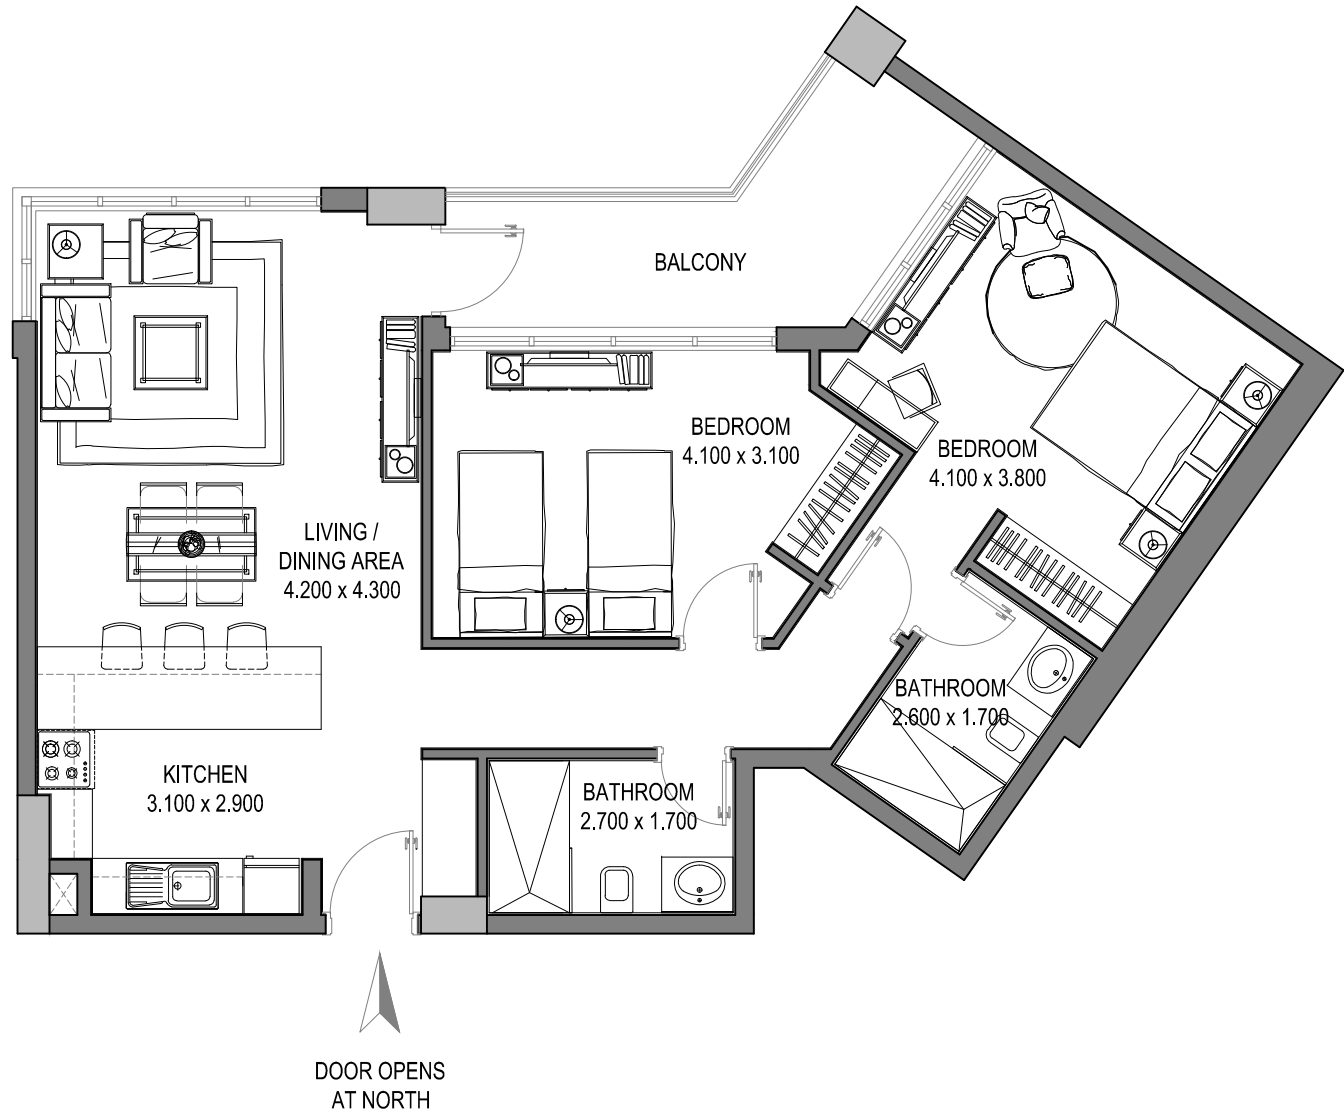 BALCONY
BEDROOM
4.100 x 3.100
BEDROOM
4.100 x 3.800
LIVING /
DINING AREA
4.200 x 4.300
BATHROOM
2.600 x 1.700
KITCHEN
3.100 x 2.900
BATHROOM
2.700 x 1.700
DOOR OPENS
AT NORTH